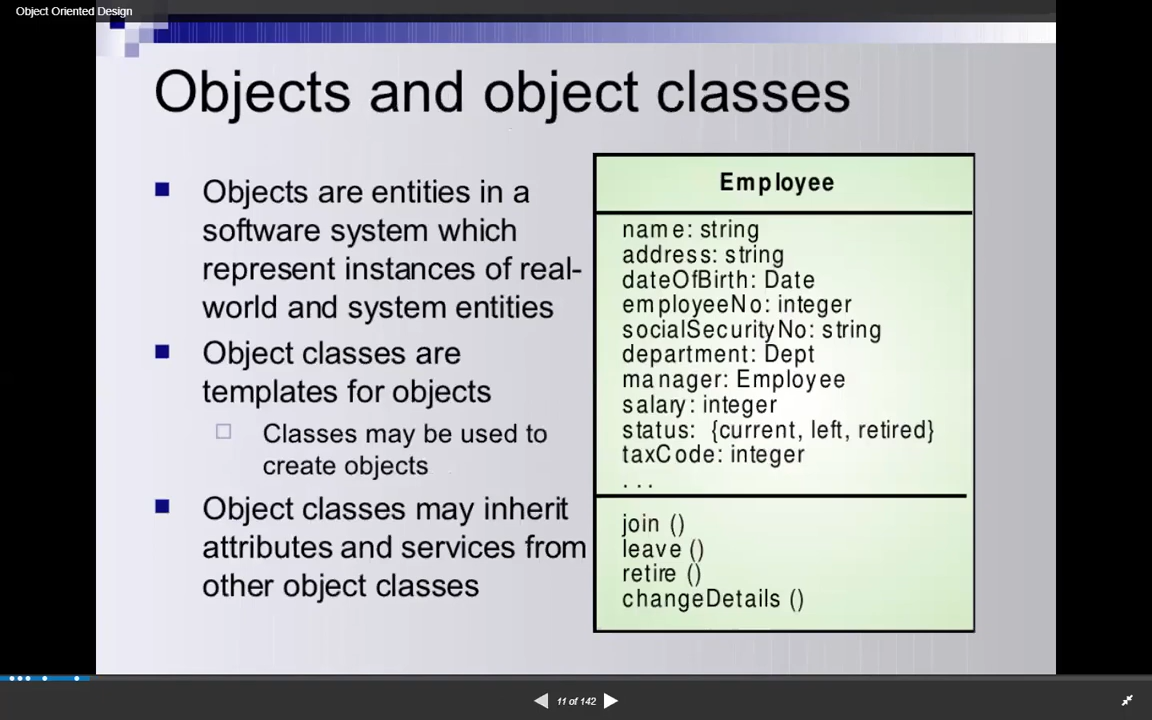 Object Oriented Design
Objects and object classes
Objects are entities in a
software system which
represent instances of real-
world and system entities
Object classes are
templates for objects
Classes may be used to
create objects
Object classes may inherit
attributes and services from
other object classes
Employee
name: string
address: string
dateOfBirth: Date
employeeNo: integer
socialSecurityNo: string
department: Dept
manager: Employee
salary: integer
status: {current, left, retired}
taxCode: integer
. . .
join ()
leave ()
retire ()
changeDetails ()
11 of 142